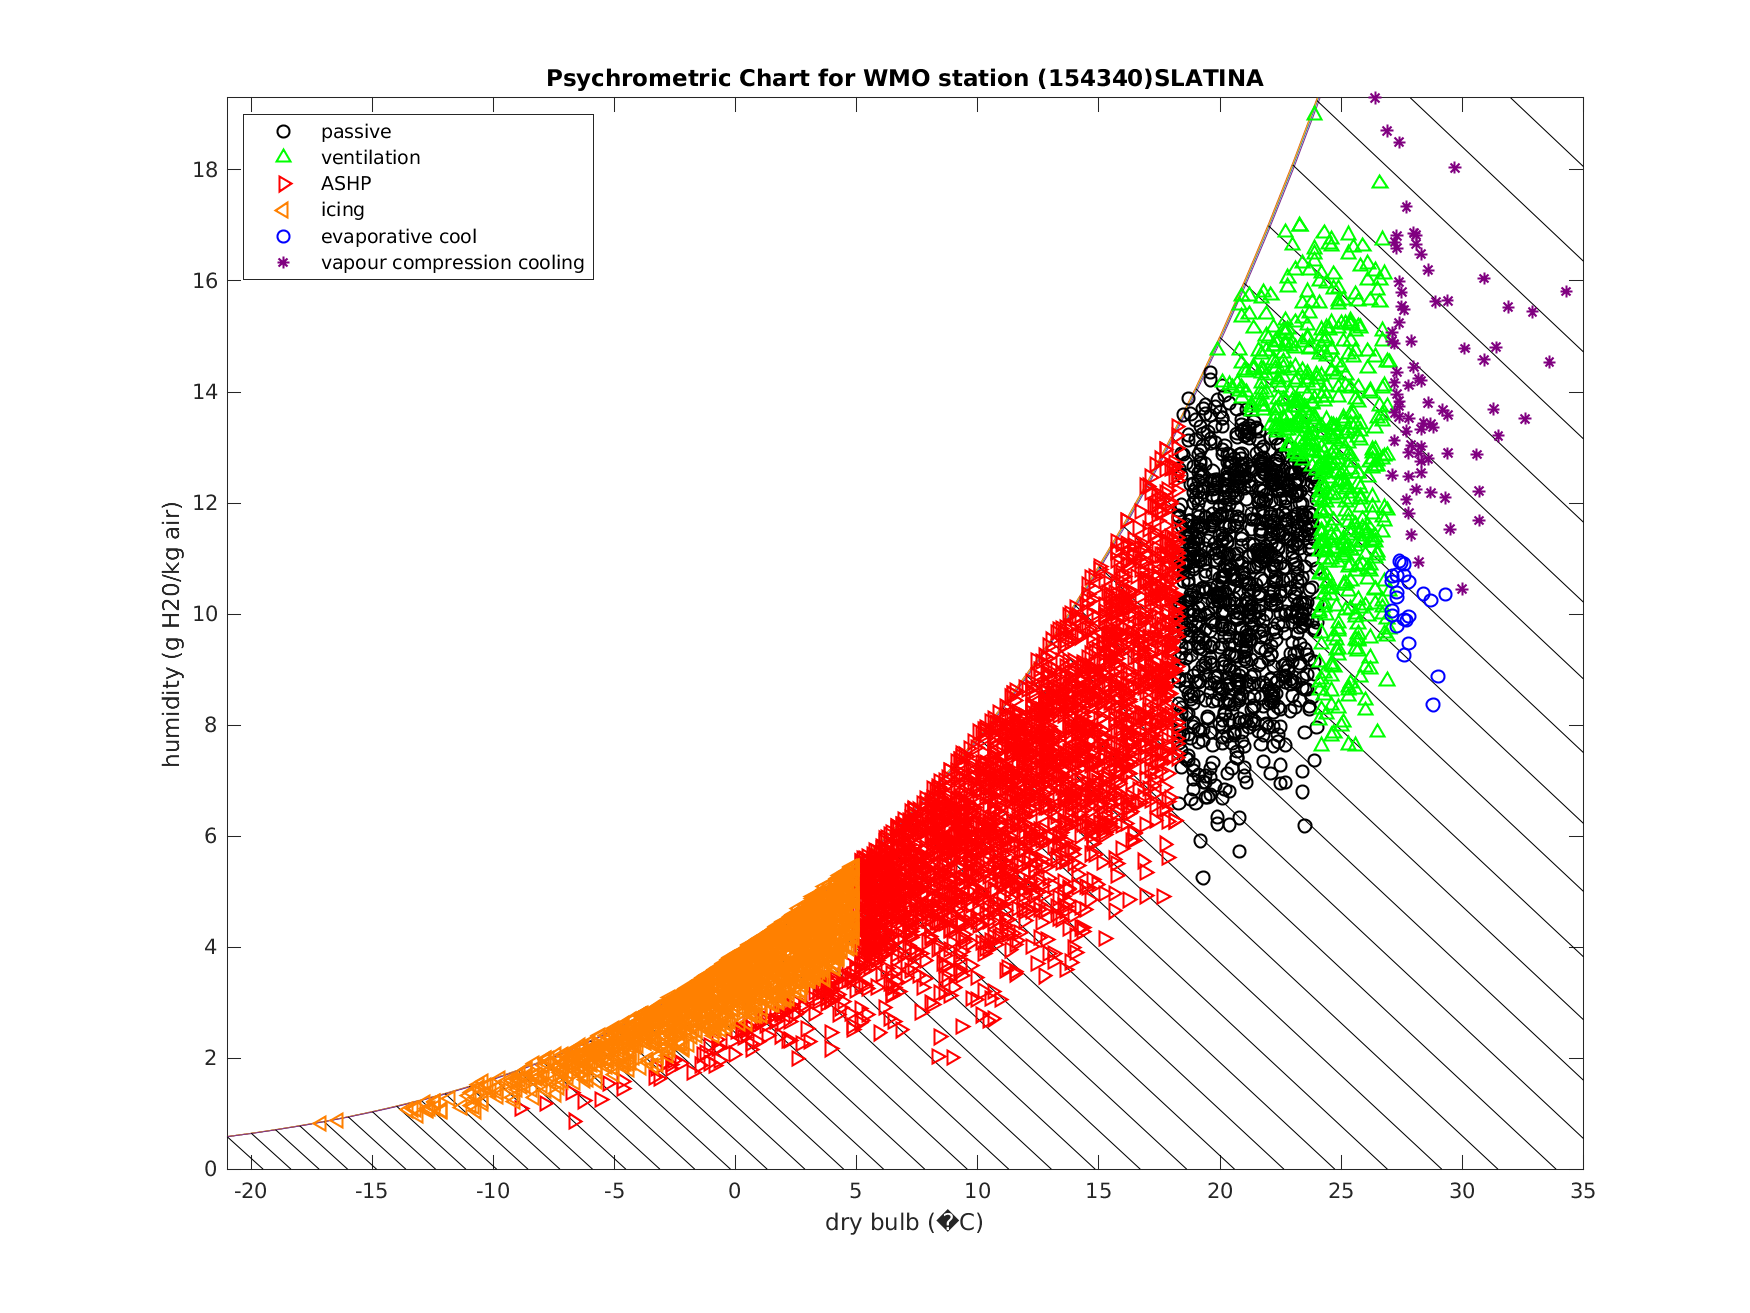 Psychrometric Chart for WMO station (154340)SLATINA
passive
ventilation
ASHP
icing
evaporative cool
vapour compression cooling
humidity (g H20/kg air)
18
16
14
12
10
8
6
4
2
0
-20 -15 -10 -5 0 5 10 15 20 25 30 35
dry bulb (�C)